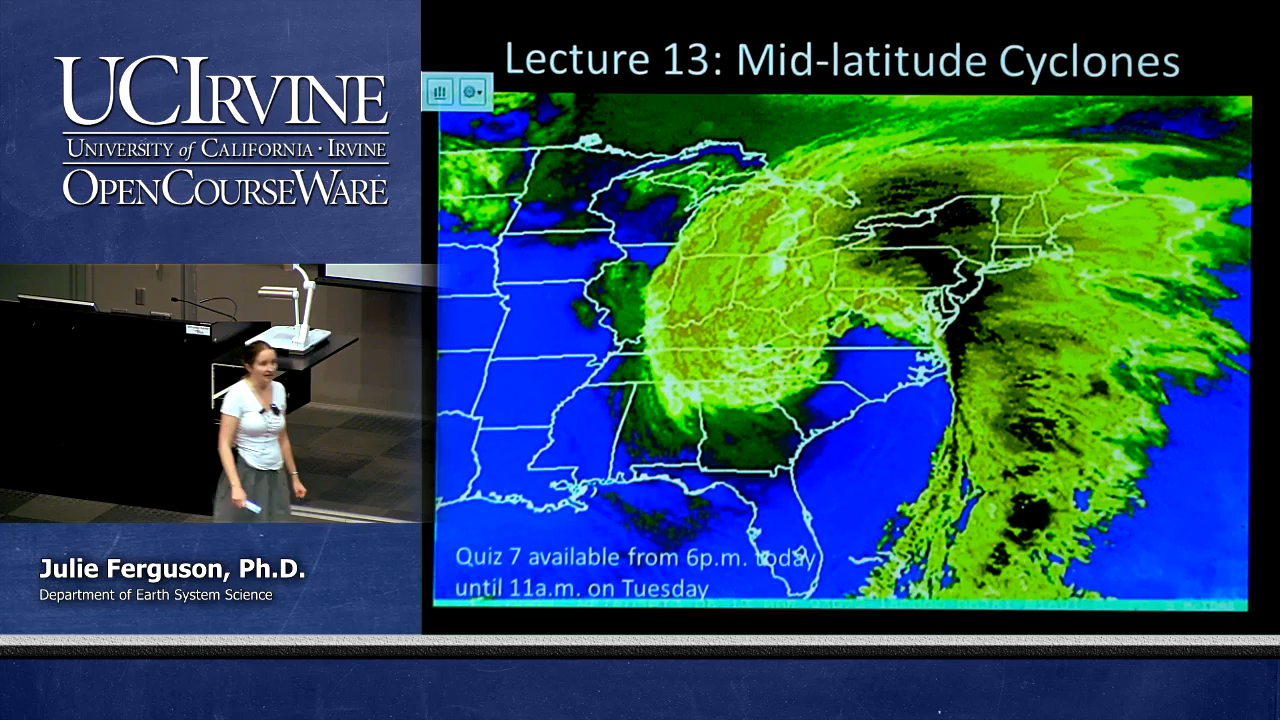 UCIRVINE
UNIVERSITY of CALIFORNIA · IRVINE
OPENCOURSEWARE
Lecture 13: Mid-latitude Cyclones
Quiz 7 available from 6p.m. today
until 11a.m. on Tuesday
Julie Ferguson, Ph.D.
Department of Earth System Science